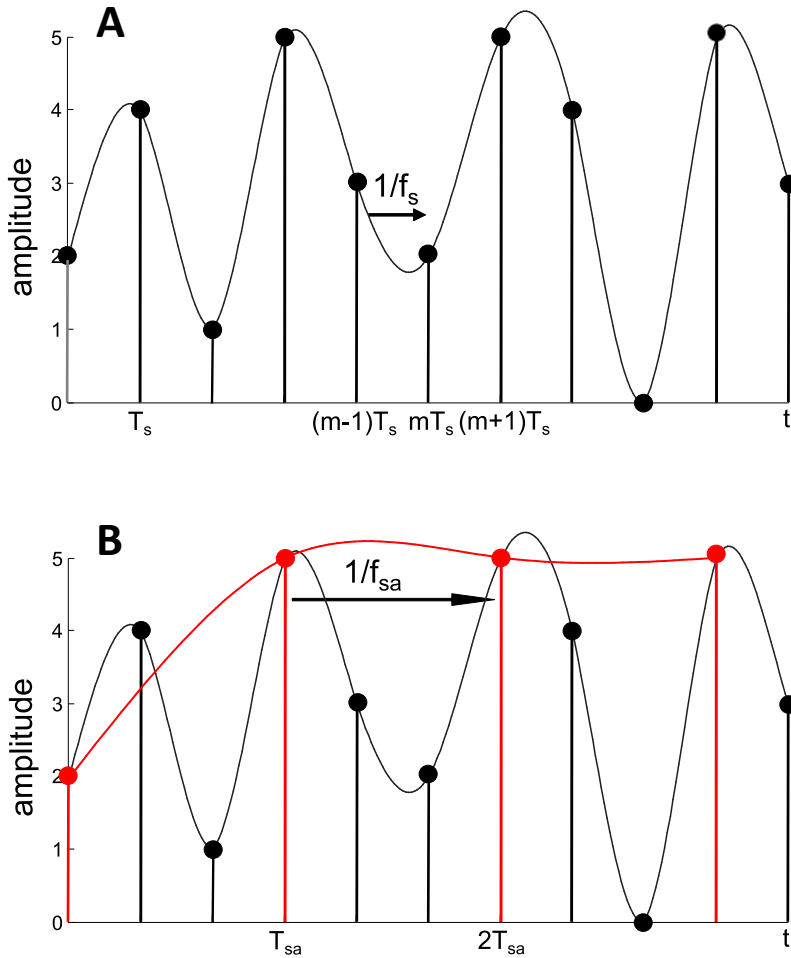 A
5
4
3
2
1
0
amplitude
1/fs
Ts
(m-1)Ts mTs (m+1)Ts
t
B
5
4
3
2
1
0
amplitude
1/fsa
Tsa
2Tsa
t